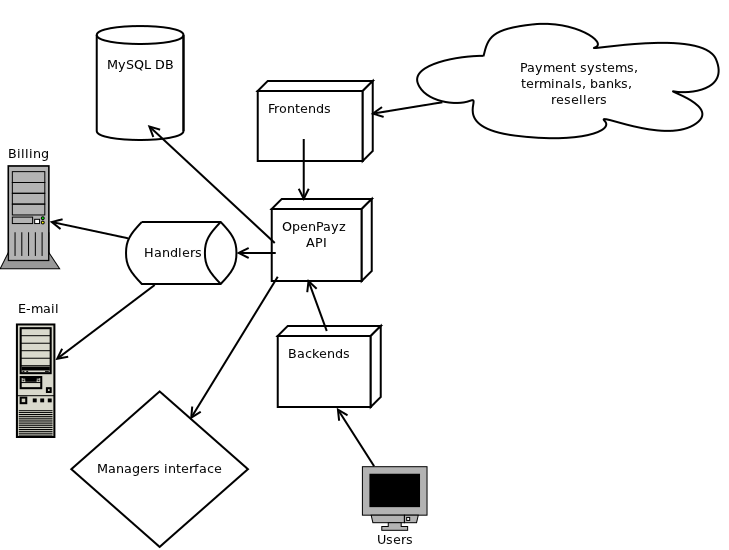 MySQL DB
Payment systems,
terminals, banks,
resellers
Frontends
Billing
OpenPayz
API
Handlers
E-mail
Backends
Managers interface
Users